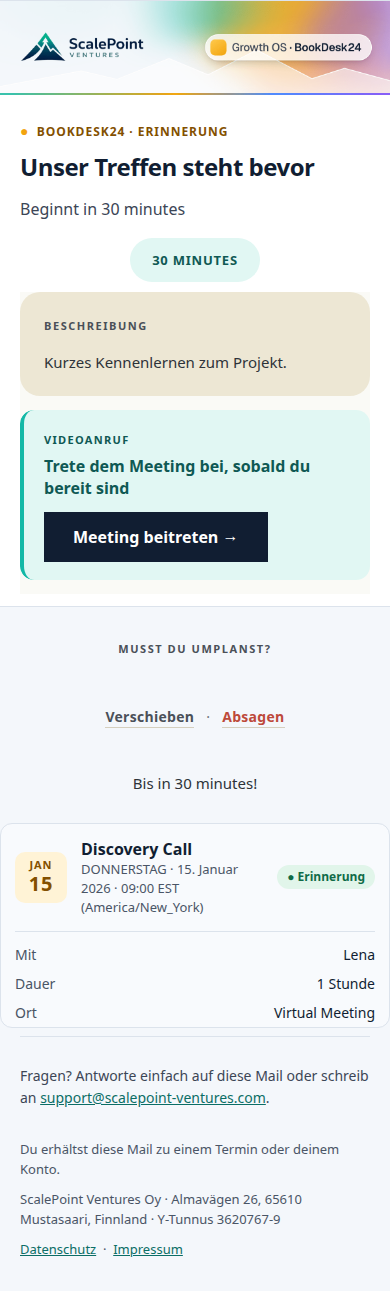 ScalePoint
VENTURES
Growth OS · BookDesk24
BOOKDESK24 · ERINNERUNG
Unser Treffen steht bevor
Beginnt in 30 minutes
30 MINUTES
BESCHREIBUNG
Kurzes Kennenlernen zum Projekt.
VIDEOANRUF
Trete dem Meeting bei, sobald du
bereit sind
Meeting beitreten →
MUSST DU UMPLANST?
Verschieben · Absagen
Bis in 30 minutes!
JAN
15
Discovery Call
DONNERSTAG · 15. Januar
2026 · 09:00 EST
(America/New_York)
● Erinnerung
Mit Lena
Dauer 1 Stunde
Ort Virtual Meeting
Fragen? Antworte einfach auf diese Mail oder schreib
an support@scalepoint-ventures.com.
Du erhältst diese Mail zu einem Termin oder deinem
Konto.
ScalePoint Ventures Oy · Almavägen 26, 65610
Mustasaari, Finnland · Y-Tunnus 3620767-9
Datenschutz · Impressum